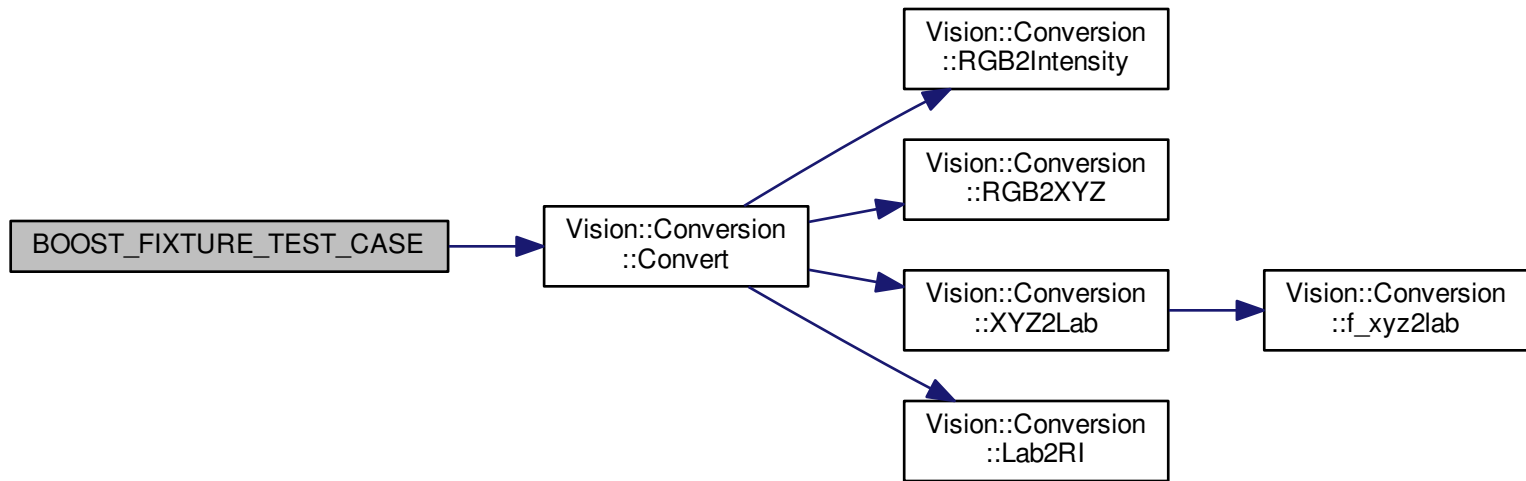 Vision::Conversion
::RGB2Intensity
Vision::Conversion
::RGB2XYZ
BOOST_FIXTURE_TEST_CASE
Vision::Conversion
::Convert
Vision::Conversion
::XYZ2Lab
Vision::Conversion
::f_xyz2lab
Vision::Conversion
::Lab2RI